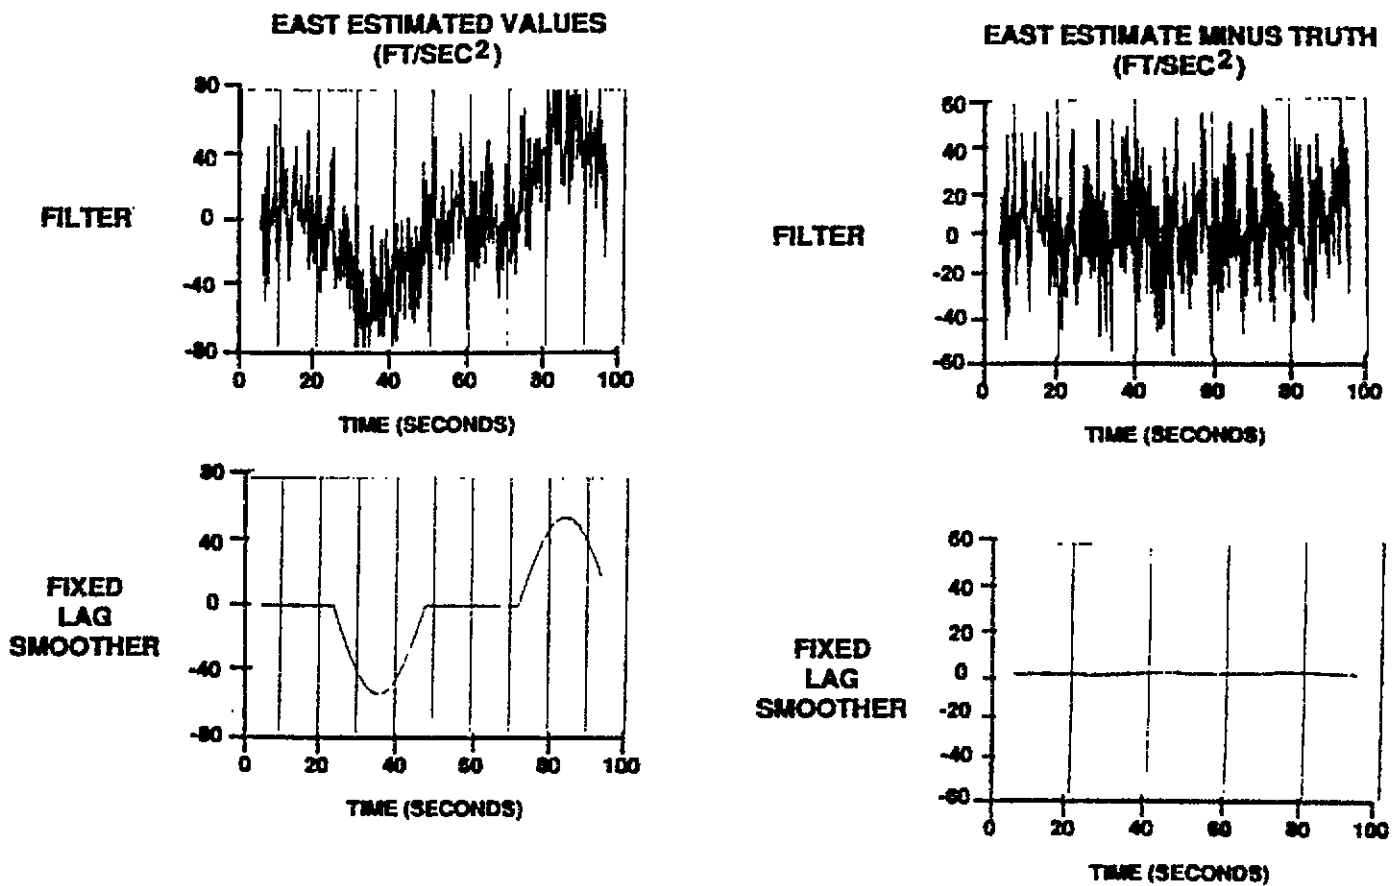 EAST ESTIMATED VALUES
(FT/SEC2)
80
40
0
-40
-80
FILTER
0 20 40 60 80 100
TIME (SECONDS)
EAST ESTIMATE MINUS TRUTH
(FT/SEC2)
60
40
20
0
-20
-40
-60
FILTER
0 20 40 60 80 100
TIME (SECONDS)
80
40
0
-40
-80
FIXED
LAG
SMOOTHER
0 20 40 60 80 100
TIME (SECONDS)
60
40
20
0
-20
-40
-60
FIXED
LAG
SMOOTHER
0 20 40 60 80 100
TIME (SECONDS)